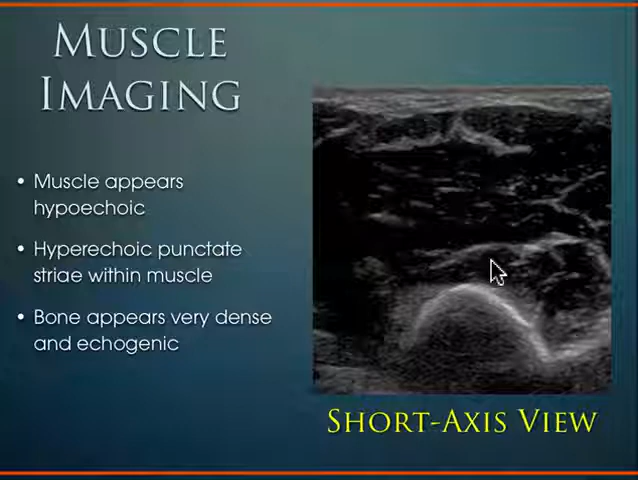 MUSCLE
IMAGING
• Muscle appears
hypoechoic
• Hyperechoic punctate
striae within muscle
• Bone appears very dense
and echogenic
SHORT-AXIS VIEW